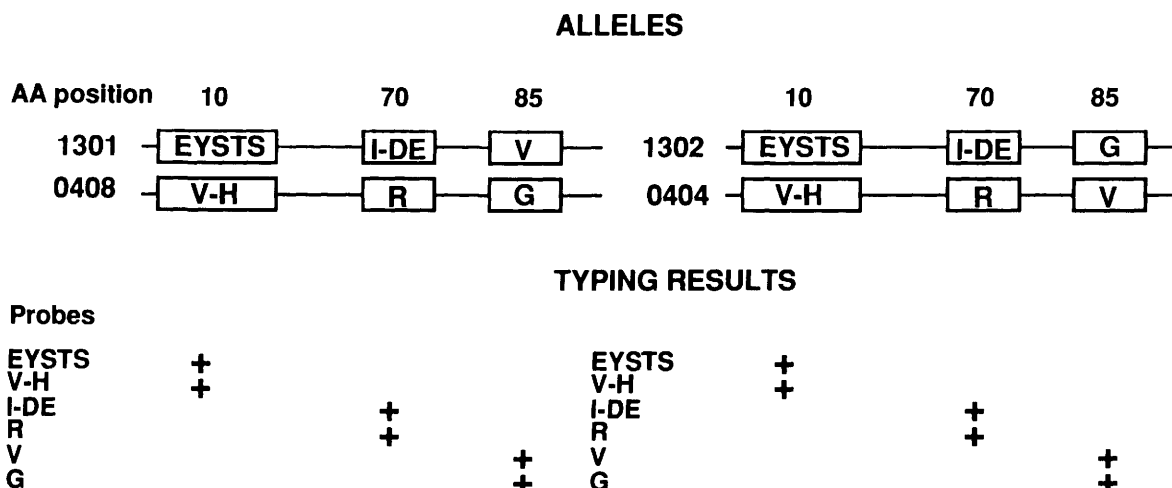 ALLELES
AA position 10 70 85 10 70 85
1301 EYSTS I-DE V 1302 EYSTS I-DE G
0408 V-H R G 0404 V-H R V
TYPING RESULTS
Probes
EYSTS + EYSTS +
V-H + V-H +
I-DE + I-DE +
R + R +
V + V +
G + G +